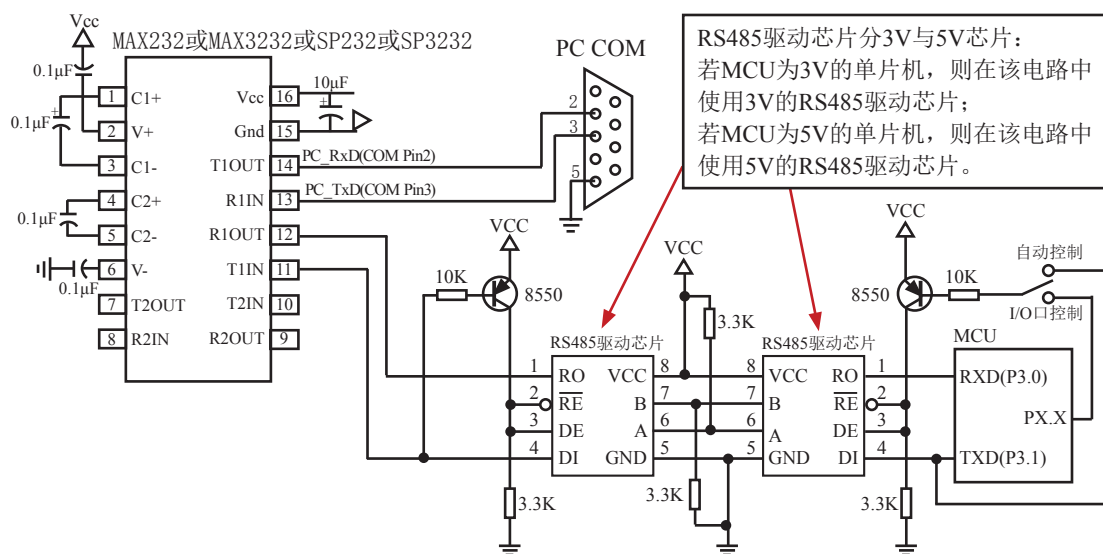 Vcc
MAX232或MAX3232或SP232或SP3232
0.1µF
0.1µF
0.1µF
0.1µF
1 C1+
2 V+
3 C1-
4 C2+
5 C2-
6 V-
7 T2OUT
8 R2IN
Vcc 16
Gnd 15
T1OUT 14
R1IN 13
R1OUT 12
T1IN 11
T2IN 10
R2OUT 9
10µF
PC_RxD(COM Pin2)
PC_TxD(COM Pin3)
PC COM
2
3
5
RS485驱动芯片分3V与5V芯片:
若MCU为3V的单片机，则在该电路中
使用3V的RS485驱动芯片；
若MCU为5V的单片机，则在该电路中
使用5V的RS485驱动芯片。
VCC
10K
8550
VCC
3.3K
VCC
8550
10K
自动控制
I/O口控制
RS485驱动芯片
1 RO
2 RE
3 DE
4 DI
VCC 8
B 7
A 6
GND 5
3.3K
3.3K
RS485驱动芯片
8 VCC
7 B
6 A
5 GND
RO 1
RE 2
DE 3
DI 4
3.3K
MCU
RXD(P3.0)
PX.X
TXD(P3.1)